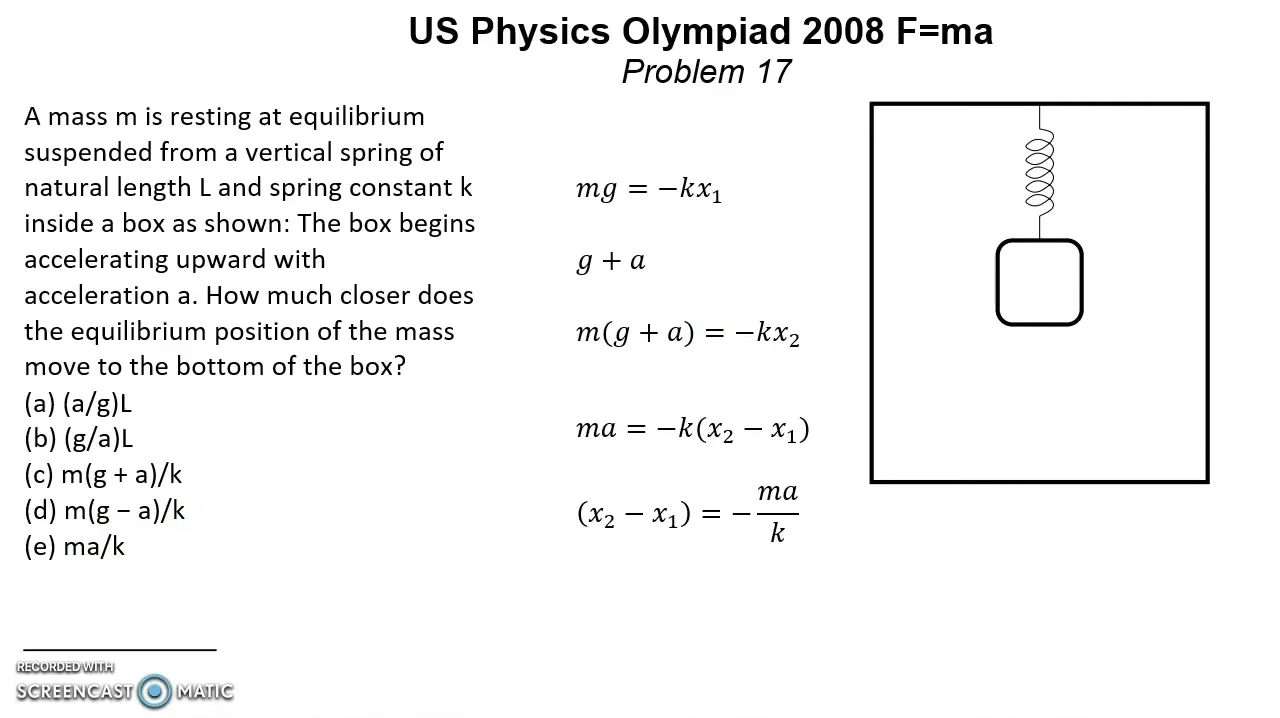 US Physics Olympiad 2008 F=ma
Problem 17
A mass m is resting at equilibrium
suspended from a vertical spring of
natural length L and spring constant k
inside a box as shown: The box begins
accelerating upward with
acceleration a. How much closer does
the equilibrium position of the mass
move to the bottom of the box?
(a) (a/g)L
(b) (g/a)L
(c) m(g + a)/k
(d) m(g − a)/k
(e) ma/k
mg = −kx₁
g + a
m(g + a) = −kx₂
ma = −k(x₂ − x₁)
(x₂ − x₁) = − ma/k
RECORDED WITH
SCREENCAST MATIC